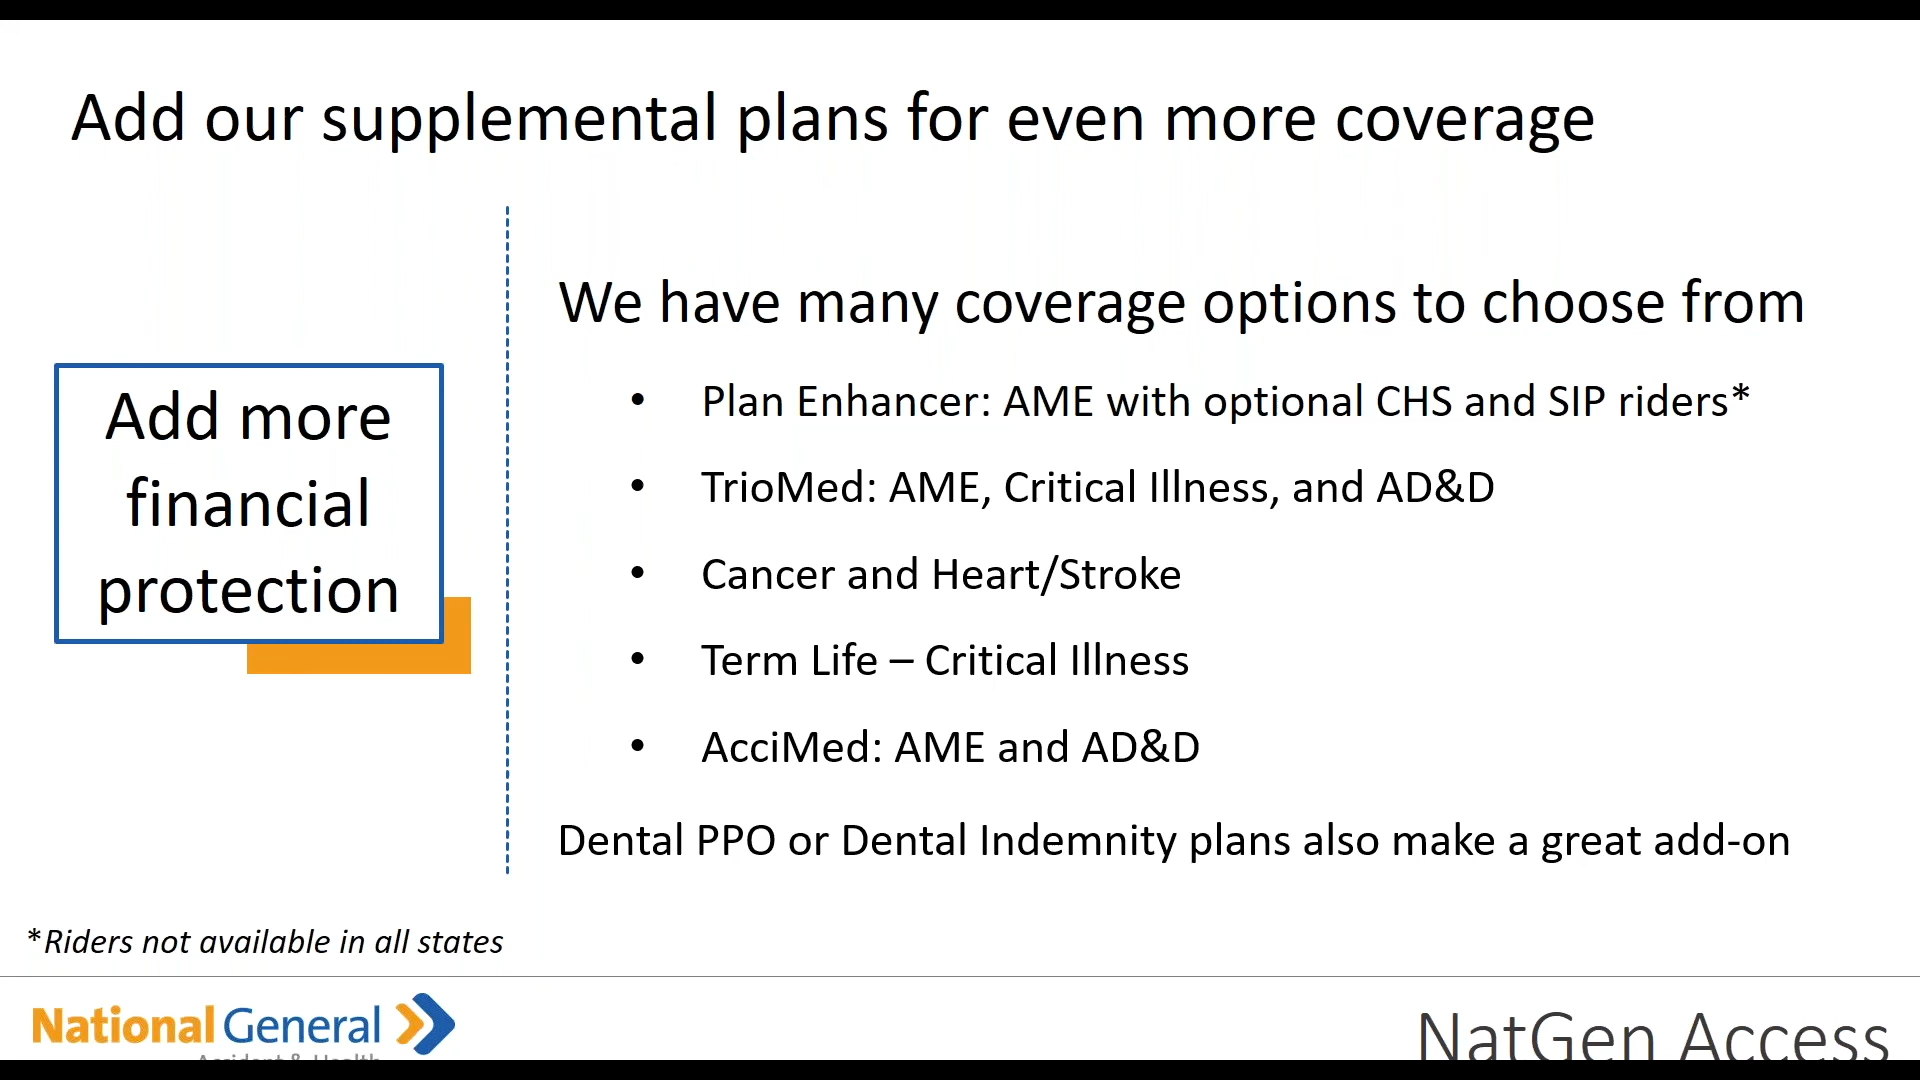 Add our supplemental plans for even more coverage
Add more
financial
protection
We have many coverage options to choose from
• Plan Enhancer: AME with optional CHS and SIP riders*
• TrioMed: AME, Critical Illness, and AD&D
• Cancer and Heart/Stroke
• Term Life – Critical Illness
• AcciMed: AME and AD&D
Dental PPO or Dental Indemnity plans also make a great add-on
*Riders not available in all states
National General
Accident & Health
NatGen Access